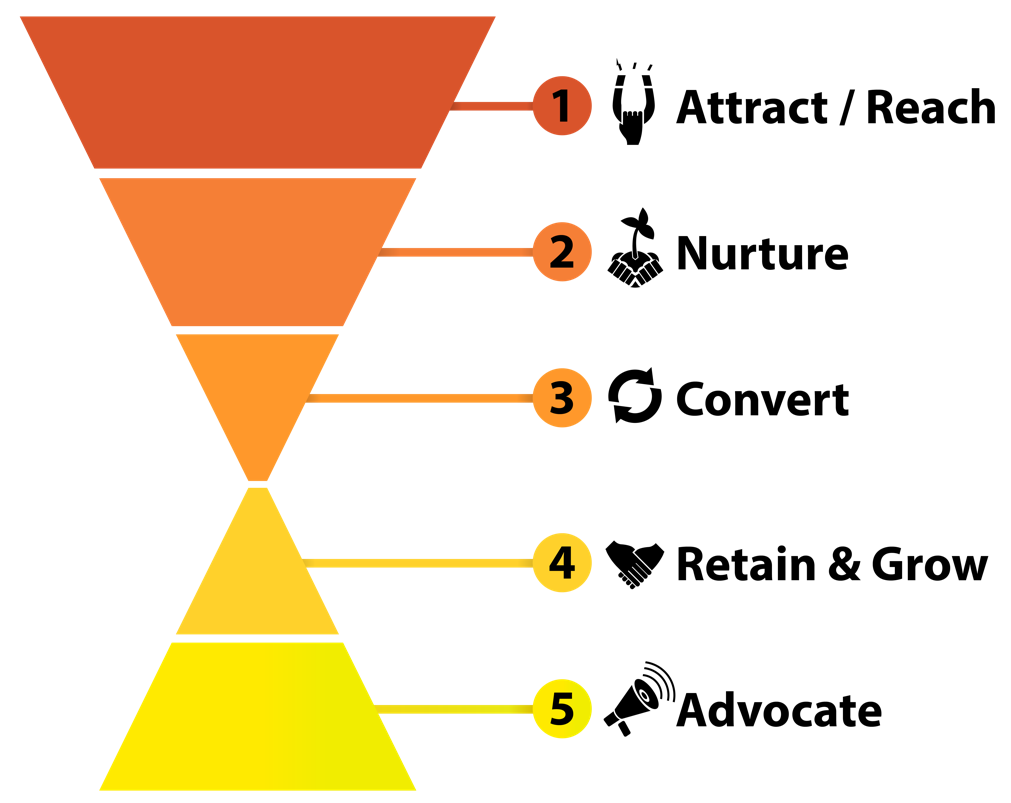 1 Attract / Reach
2 Nurture
3 Convert
4 Retain & Grow
5 Advocate